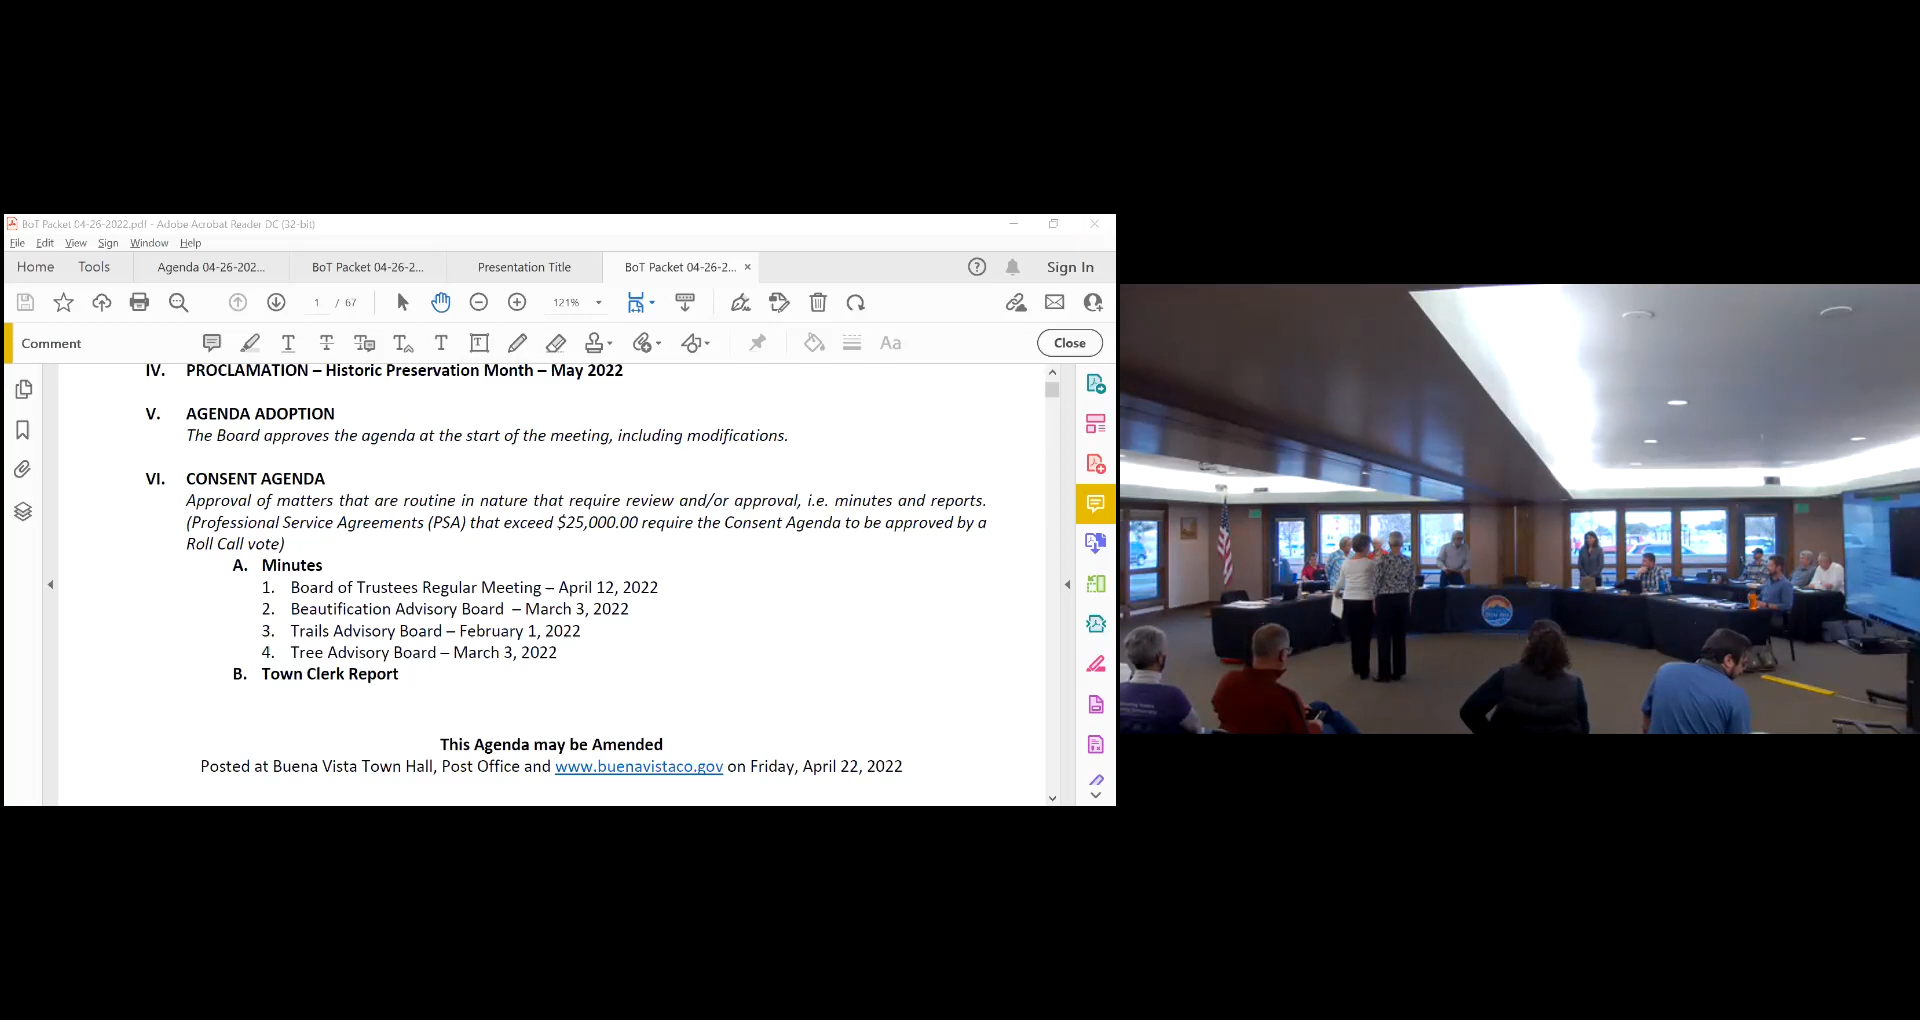 BoT Packet 04-26-2022.pdf - Adobe Acrobat Reader DC (32-bit)
File Edit View Sign Window Help
Home Tools Agenda 04-26-202... BoT Packet 04-26-2... Presentation Title BoT Packet 04-26-2... × Sign In
1 / 67 121%
Comment Aa Close
IV. PROCLAMATION – Historic Preservation Month – May 2022
V. AGENDA ADOPTION
The Board approves the agenda at the start of the meeting, including modifications.
VI. CONSENT AGENDA
Approval of matters that are routine in nature that require review and/or approval, i.e. minutes and reports.
(Professional Service Agreements (PSA) that exceed $25,000.00 require the Consent Agenda to be approved by a
Roll Call vote)
A. Minutes
1. Board of Trustees Regular Meeting – April 12, 2022
2. Beautification Advisory Board – March 3, 2022
3. Trails Advisory Board – February 1, 2022
4. Tree Advisory Board – March 3, 2022
B. Town Clerk Report
This Agenda may be Amended
Posted at Buena Vista Town Hall, Post Office and www.buenavistaco.gov on Friday, April 22, 2022